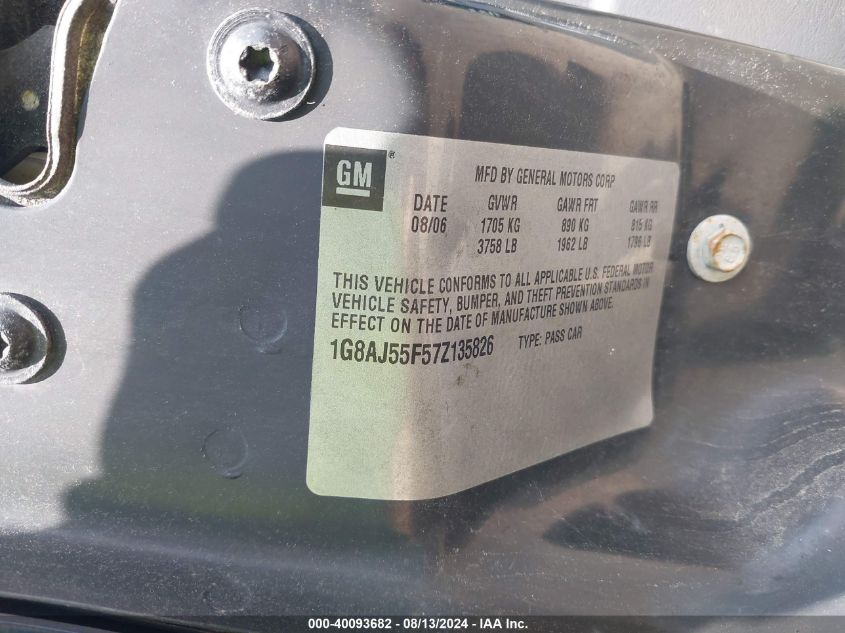 GM ®
MFD BY GENERAL MOTORS CORP
DATE GVWR GAWR FRT GAWR RR
08/06 1705 KG 890 KG 815 KG
3758 LB 1962 LB 1796 LB
THIS VEHICLE CONFORMS TO ALL APPLICABLE U.S. FEDERAL MOTOR
VEHICLE SAFETY, BUMPER, AND THEFT PREVENTION STANDARDS IN
EFFECT ON THE DATE OF MANUFACTURE SHOWN ABOVE.
1G8AJ55F57Z135826 TYPE: PASS CAR
000-40093682 - 08/13/2024 - IAA Inc.